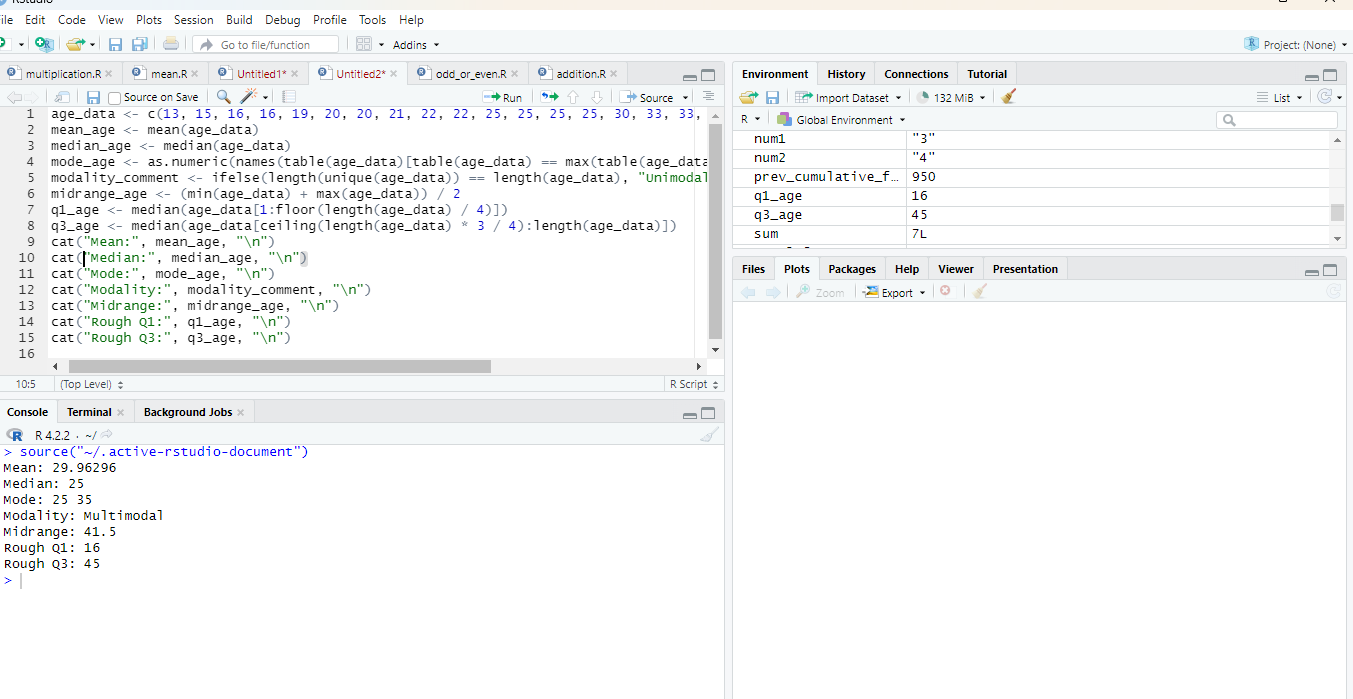 RStudio
File Edit Code View Plots Session Build Debug Profile Tools Help
Go to file/function
Addins
Project: (None)
multiplication.R
mean.R
Untitled1*
Untitled2*
odd_or_even.R
addition.R
Source on Save
Run
Source
1 age_data <- c(13, 15, 16, 16, 19, 20, 20, 21, 22, 22, 25, 25, 25, 25, 30, 33, 33,
2 mean_age <- mean(age_data)
3 median_age <- median(age_data)
4 mode_age <- as.numeric(names(table(age_data)[table(age_data) == max(table(age_data
5 modality_comment <- ifelse(length(unique(age_data)) == length(age_data), "Unimodal
6 midrange_age <- (min(age_data) + max(age_data)) / 2
7 q1_age <- median(age_data[1:floor(length(age_data) / 4)])
8 q3_age <- median(age_data[ceiling(length(age_data) * 3 / 4):length(age_data)])
9 cat("Mean:", mean_age, "\n")
10 cat("Median:", median_age, "\n")
11 cat("Mode:", mode_age, "\n")
12 cat("Modality:", modality_comment, "\n")
13 cat("Midrange:", midrange_age, "\n")
14 cat("Rough Q1:", q1_age, "\n")
15 cat("Rough Q3:", q3_age, "\n")
16
10:5 (Top Level) R Script
Console Terminal Background Jobs
R 4.2.2 · ~/
> source("~/.active-rstudio-document")
Mean: 29.96296
Median: 25
Mode: 25 35
Modality: Multimodal
Midrange: 41.5
Rough Q1: 16
Rough Q3: 45
>
Environment History Connections Tutorial
Import Dataset 132 MiB List
R Global Environment
num1 "3"
num2 "4"
prev_cumulative_f… 950
q1_age 16
q3_age 45
sum 7L
Files Plots Packages Help Viewer Presentation
Zoom Export